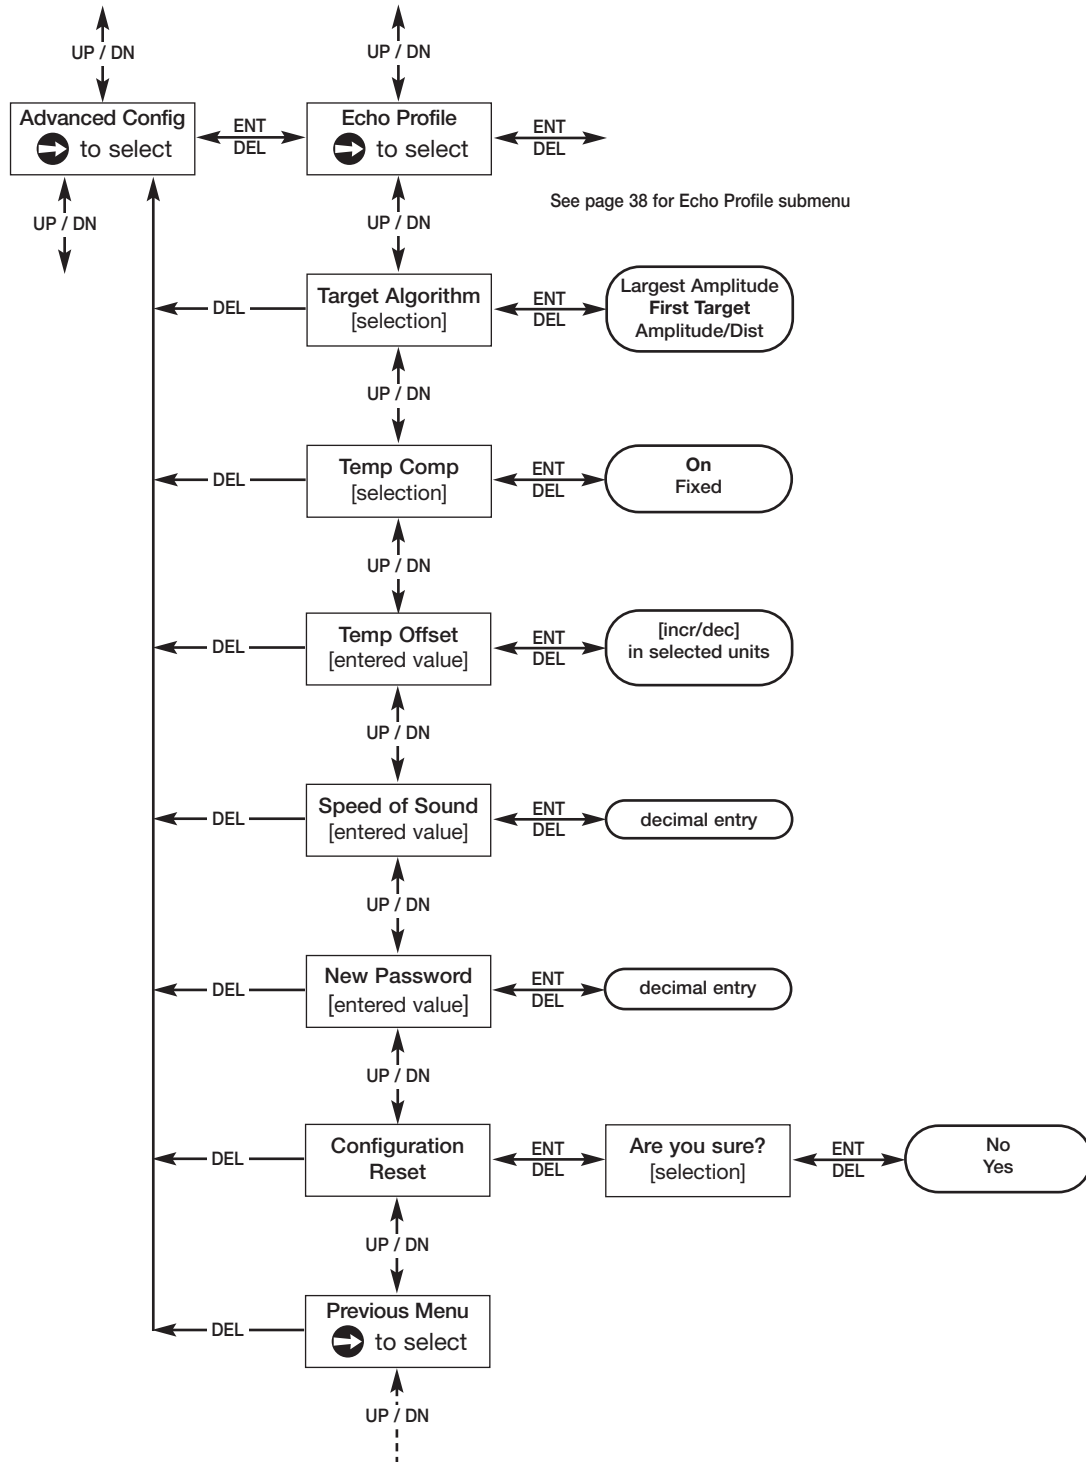 UP / DN
UP / DN
Advanced Config
to select
ENT
DEL
Echo Profile
to select
ENT
DEL
See page 38 for Echo Profile submenu
UP / DN
UP / DN
DEL
Target Algorithm
[selection]
ENT
DEL
Largest Amplitude
First Target
Amplitude/Dist
UP / DN
DEL
Temp Comp
[selection]
ENT
DEL
On
Fixed
UP / DN
DEL
Temp Offset
[entered value]
ENT
DEL
[incr/dec]
in selected units
UP / DN
DEL
Speed of Sound
[entered value]
ENT
DEL
decimal entry
UP / DN
DEL
New Password
[entered value]
ENT
DEL
decimal entry
UP / DN
DEL
Configuration
Reset
ENT
DEL
Are you sure?
[selection]
ENT
DEL
No
Yes
UP / DN
DEL
Previous Menu
to select
UP / DN